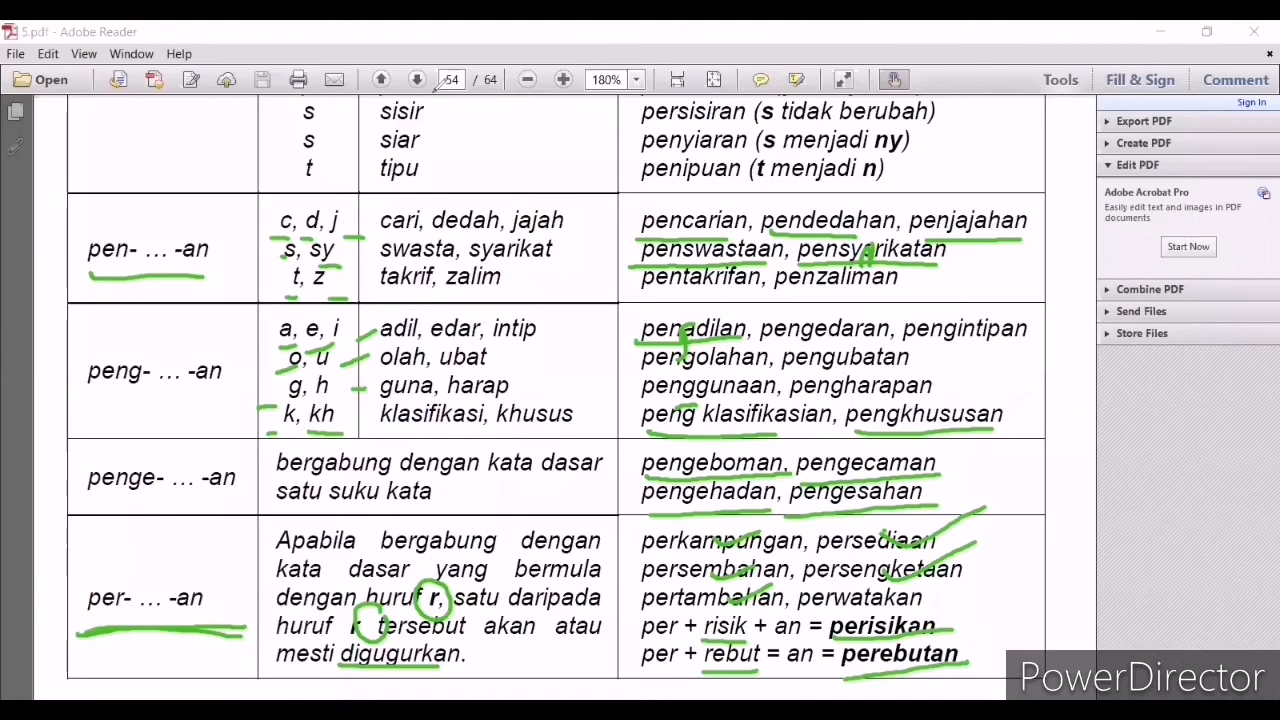 5.pdf - Adobe Reader
File Edit View Window Help
Open 54 / 64 180% Tools Fill & Sign Comment
Sign In
Export PDF
Create PDF
Edit PDF
Adobe Acrobat Pro
Easily edit text and images in PDF
documents
Start Now
Combine PDF
Send Files
Store Files
s sisir persisiran (s tidak berubah)
s siar penyiaran (s menjadi ny)
t tipu penipuan (t menjadi n)
pen- … -an
c, d, j cari, dedah, jajah pencarian, pendedahan, penjajahan
s, sy swasta, syarikat penswastaan, pensyarikatan
t, z takrif, zalim pentakrifan, penzaliman
peng- … -an
a, e, i adil, edar, intip penadilan, pengedaran, pengintipan
o, u olah, ubat pengolahan, pengubatan
g, h guna, harap penggunaan, pengharapan
k, kh klasifikasi, khusus peng klasifikasian, pengkhususan
penge- … -an
bergabung dengan kata dasar pengeboman, pengecaman
satu suku kata pengehadan, pengesahan
per- … -an
Apabila bergabung dengan perkampungan, persediaan
kata dasar yang bermula persembahan, persengketaan
dengan huruf r, satu daripada pertambahan, perwatakan
huruf r tersebut akan atau per + risik + an = perisikan
mesti digugurkan. per + rebut = an = perebutan
PowerDirector